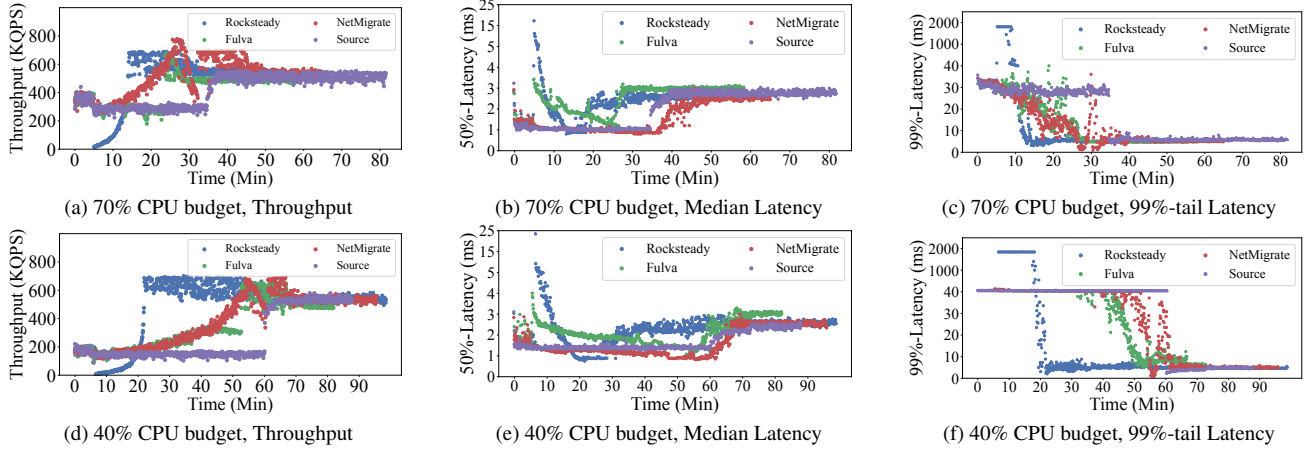 Throughput (KQPS)
800
600
400
200
0
Rocksteady
Fulva
NetMigrate
Source
0 10 20 30 40 50 60 70 80
Time (Min)
(a) 70% CPU budget, Throughput
50%-Latency (ms)
25
15
5
4
3
2
1
0
Rocksteady
Fulva
NetMigrate
Source
0 10 20 30 40 50 60 70 80
Time (Min)
(b) 70% CPU budget, Median Latency
99%-Latency (ms)
2000
1000
40
30
20
10
0
Rocksteady
Fulva
NetMigrate
Source
0 10 20 30 40 50 60 70 80
Time (Min)
(c) 70% CPU budget, 99%-tail Latency
Throughput (KQPS)
800
600
400
200
0
Rocksteady
Fulva
NetMigrate
Source
0 10 20 30 40 50 60 70 80 90
Time (Min)
(d) 40% CPU budget, Throughput
50%-Latency (ms)
25
15
5
4
3
2
1
0
Rocksteady
Fulva
NetMigrate
Source
0 10 20 30 40 50 60 70 80 90
Time (Min)
(e) 40% CPU budget, Median Latency
99%-Latency (ms)
2000
1000
40
30
20
10
0
Rocksteady
Fulva
NetMigrate
Source
0 10 20 30 40 50 60 70 80 90
Time (Min)
(f) 40% CPU budget, 99%-tail Latency